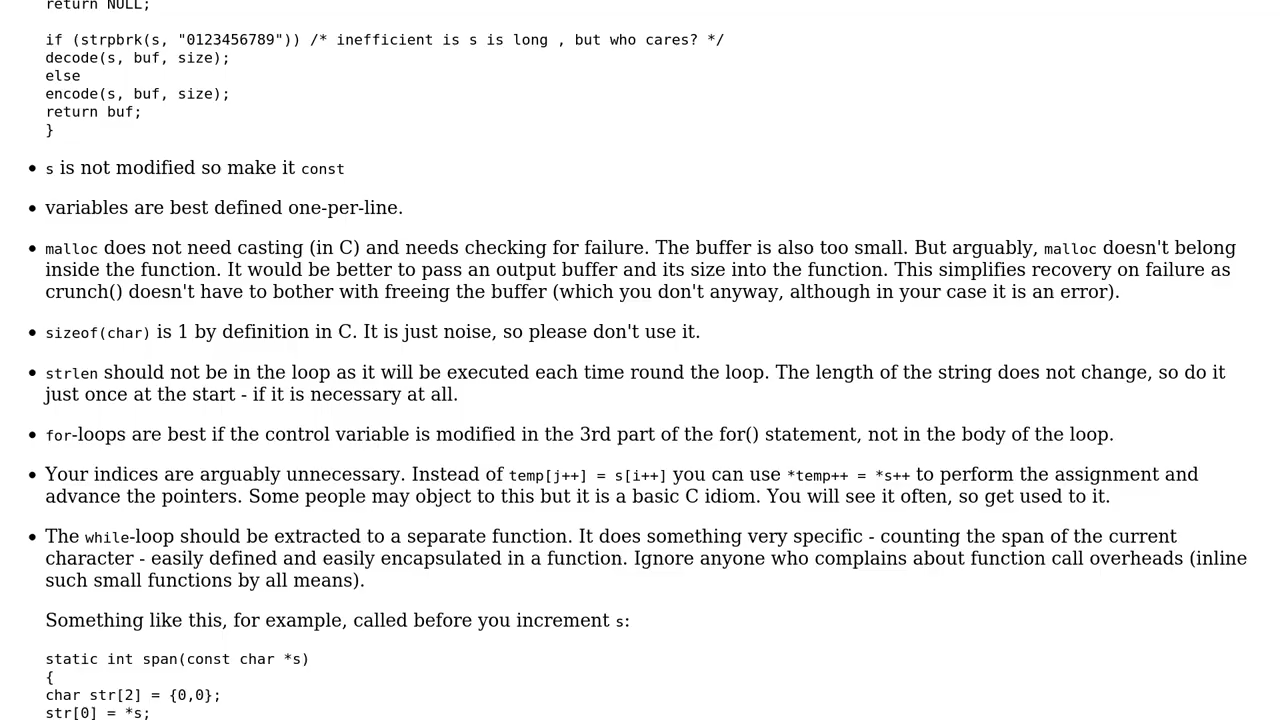 return NULL;
if (strpbrk(s, "0123456789")) /* inefficient is s is long , but who cares? */
decode(s, buf, size);
else
encode(s, buf, size);
return buf;
}
• s is not modified so make it const
• variables are best defined one-per-line.
• malloc does not need casting (in C) and needs checking for failure. The buffer is also too small. But arguably, malloc doesn't belong
inside the function. It would be better to pass an output buffer and its size into the function. This simplifies recovery on failure as
crunch() doesn't have to bother with freeing the buffer (which you don't anyway, although in your case it is an error).
• sizeof(char) is 1 by definition in C. It is just noise, so please don't use it.
• strlen should not be in the loop as it will be executed each time round the loop. The length of the string does not change, so do it
just once at the start - if it is necessary at all.
• for-loops are best if the control variable is modified in the 3rd part of the for() statement, not in the body of the loop.
• Your indices are arguably unnecessary. Instead of temp[j++] = s[i++] you can use *temp++ = *s++ to perform the assignment and
advance the pointers. Some people may object to this but it is a basic C idiom. You will see it often, so get used to it.
• The while-loop should be extracted to a separate function. It does something very specific - counting the span of the current
character - easily defined and easily encapsulated in a function. Ignore anyone who complains about function call overheads (inline
such small functions by all means).
Something like this, for example, called before you increment s:
static int span(const char *s)
{
char str[2] = {0,0};
str[0] = *s;